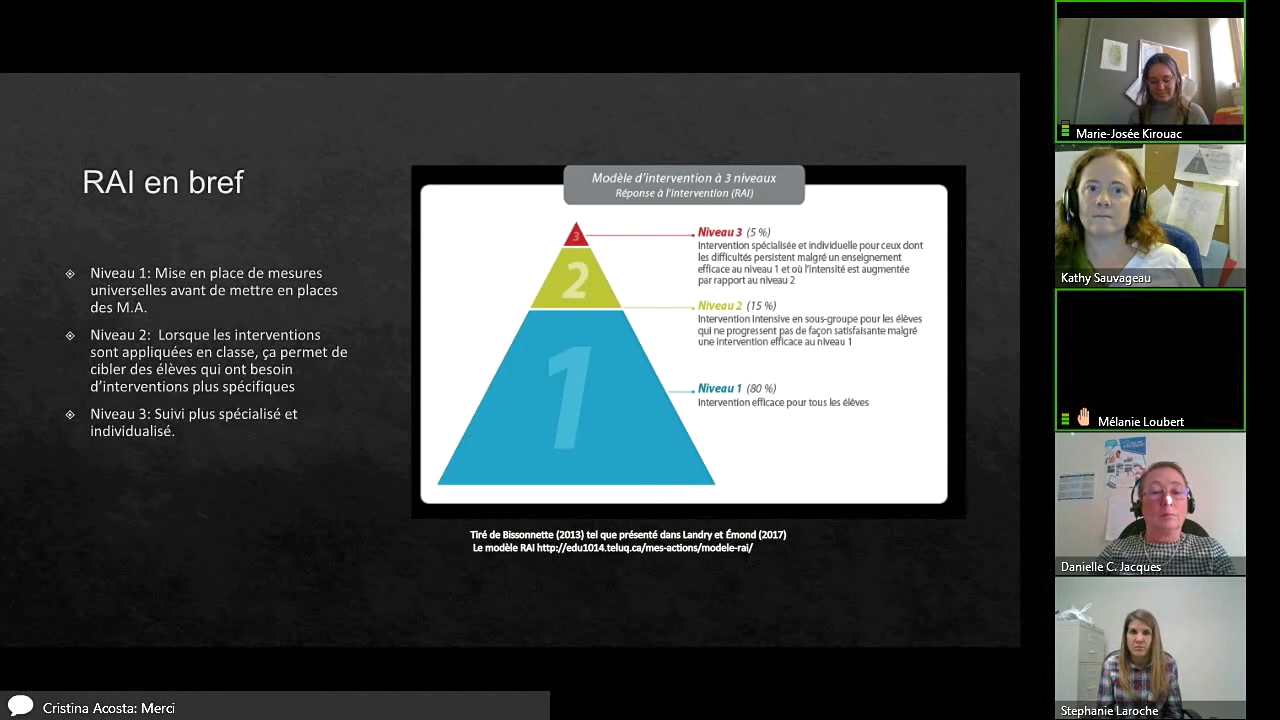 RAI en bref
Niveau 1: Mise en place de mesures
universelles avant de mettre en places
des M.A.
Niveau 2: Lorsque les interventions
sont appliquées en classe, ça permet de
cibler des élèves qui ont besoin
d'interventions plus spécifiques
Niveau 3: Suivi plus spécialisé et
individualisé.
Modèle d'intervention à 3 niveaux
Réponse à l'intervention (RAI)
3
2
1
Niveau 3 (5 %)
Intervention spécialisée et individuelle pour ceux dont
les difficultés persistent malgré un enseignement
efficace au niveau 1 et où l'intensité est augmentée
par rapport au niveau 2
Niveau 2 (15 %)
Intervention intensive en sous-groupe pour les élèves
qui ne progressent pas de façon satisfaisante malgré
une intervention efficace au niveau 1
Niveau 1 (80 %)
Intervention efficace pour tous les élèves
Tiré de Bissonnette (2013) tel que présenté dans Landry et Émond (2017)
Le modèle RAI http://edu1014.teluq.ca/mes-actions/modele-rai/
Marie-Josée Kirouac
Kathy Sauvageau
Mélanie Loubert
Danielle C. Jacques
Stephanie Laroche
Cristina Acosta: Merci